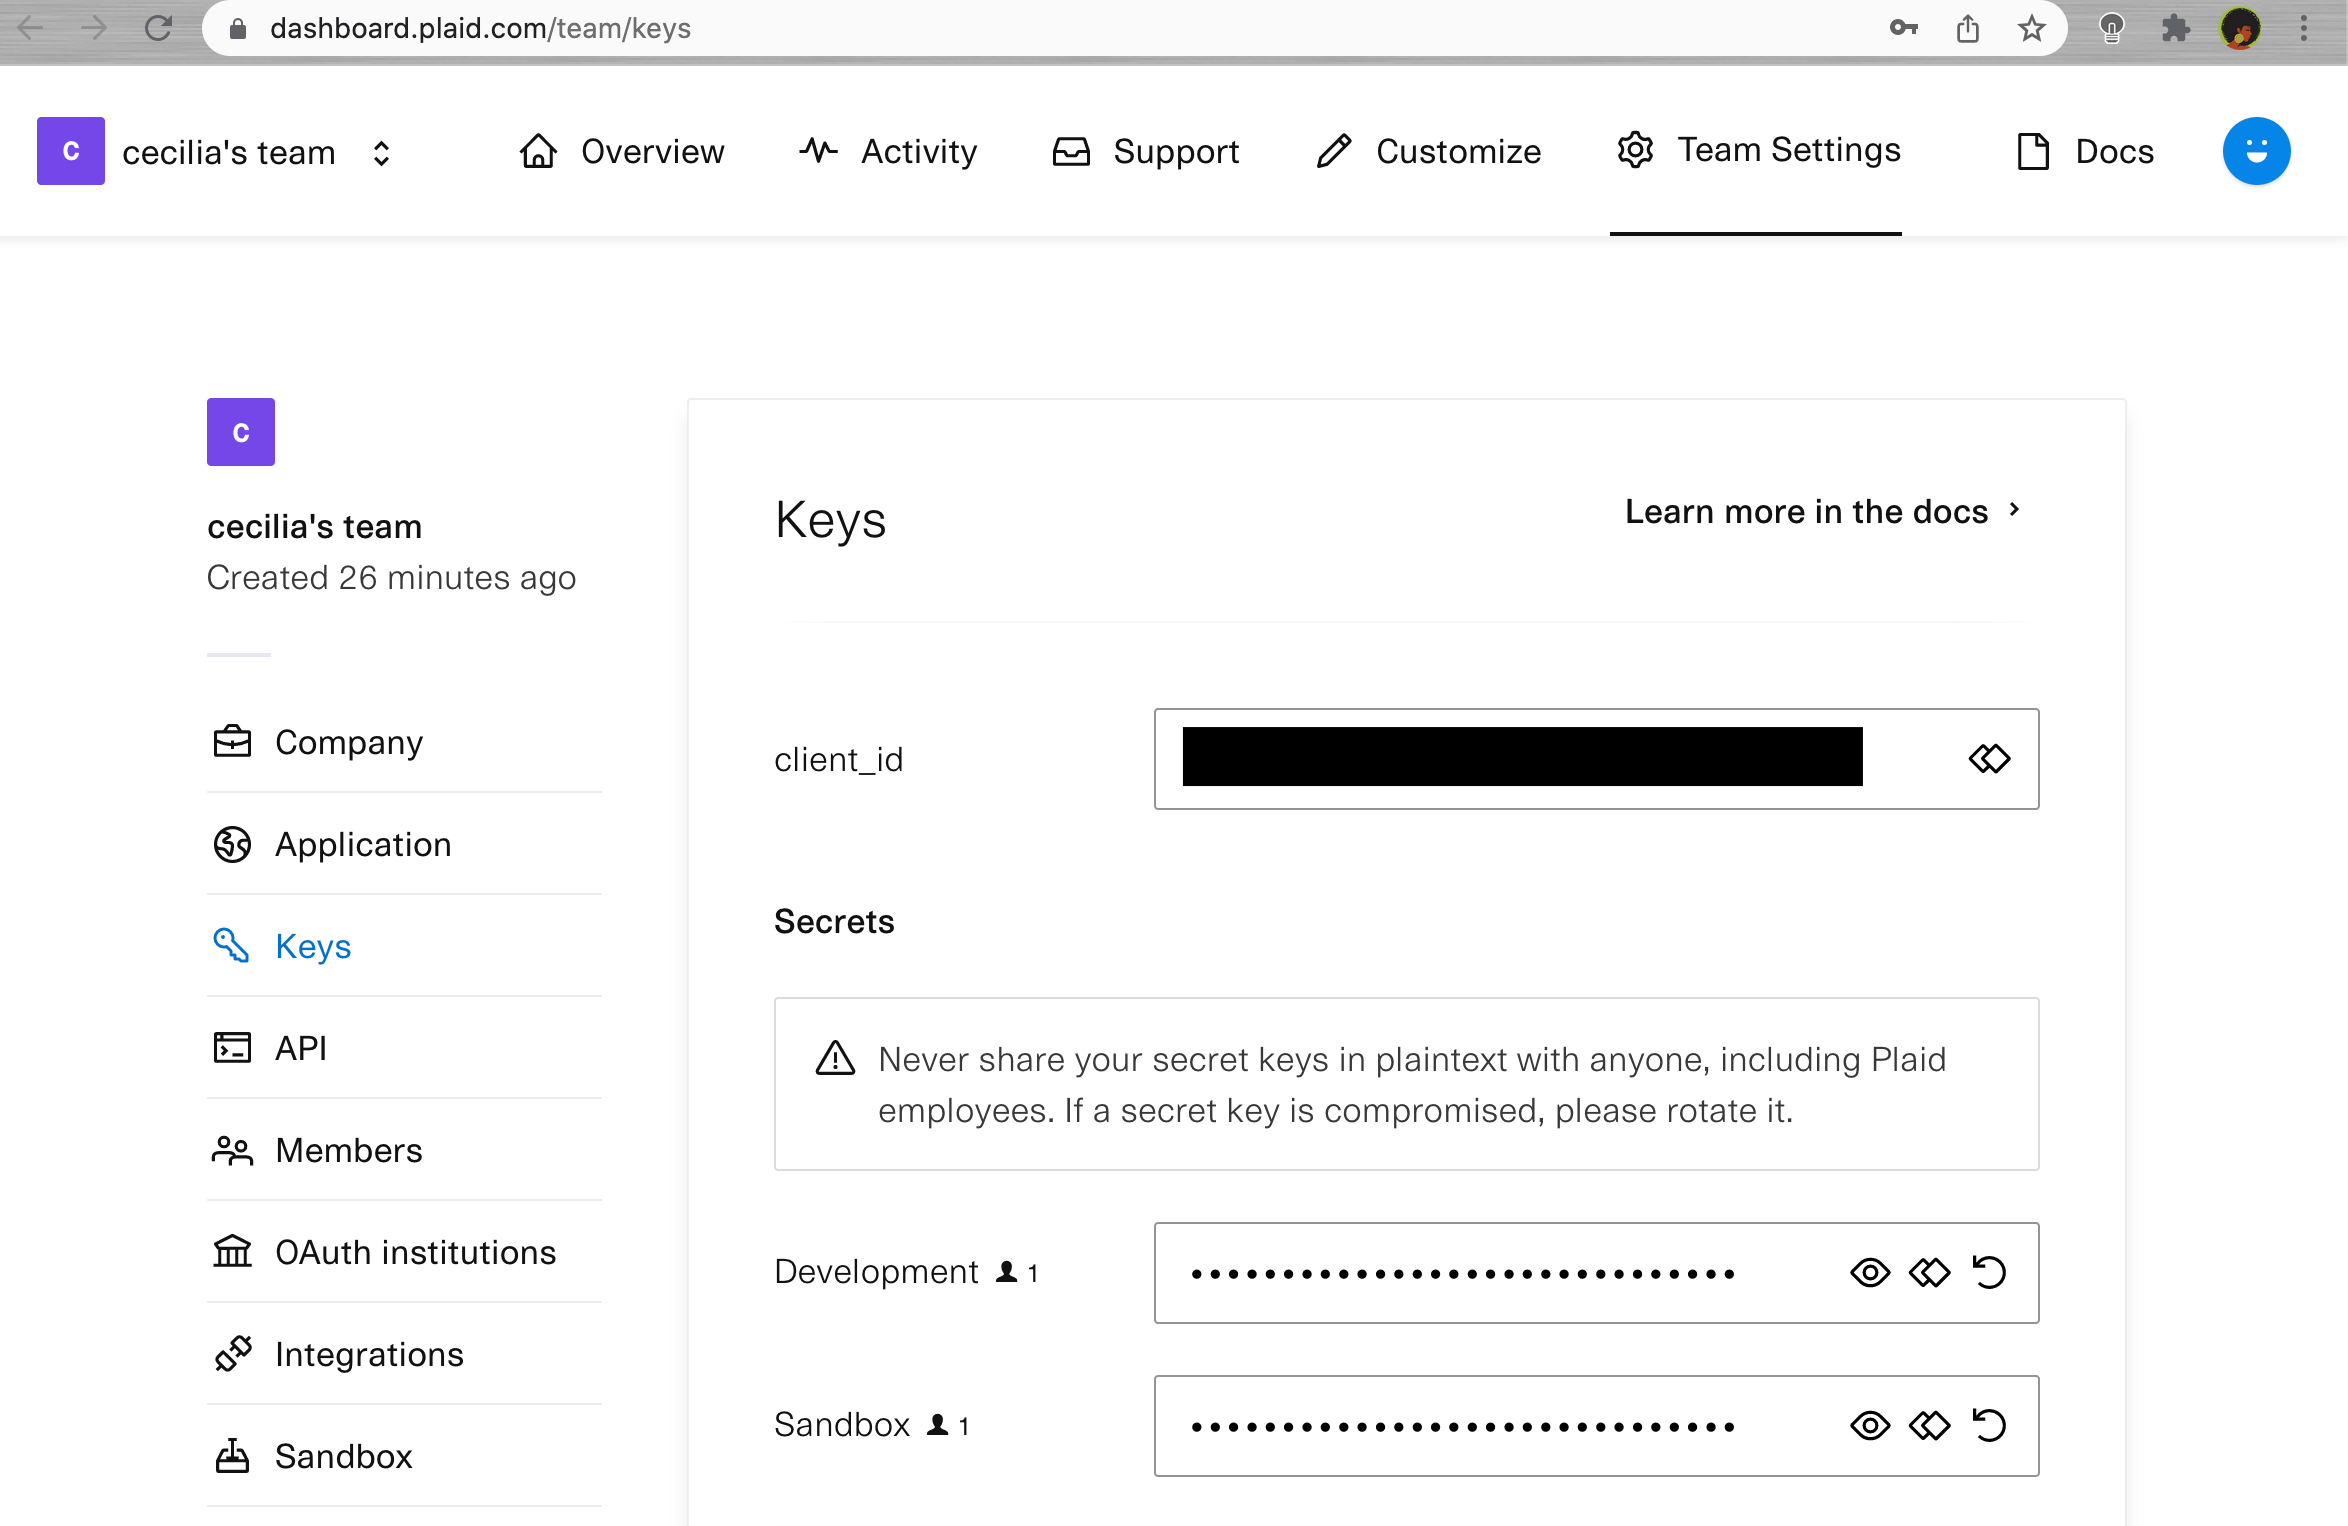 dashboard.plaid.com/team/keys
C
cecilia's team
Overview
Activity
Support
Customize
Team Settings
Docs
C
cecilia's team
Created 26 minutes ago
Company
Application
Keys
API
Members
OAuth institutions
Integrations
Sandbox
Keys
Learn more in the docs
client_id
Secrets
Never share your secret keys in plaintext with anyone, including Plaid
employees. If a secret key is compromised, please rotate it.
Development 1
Sandbox 1